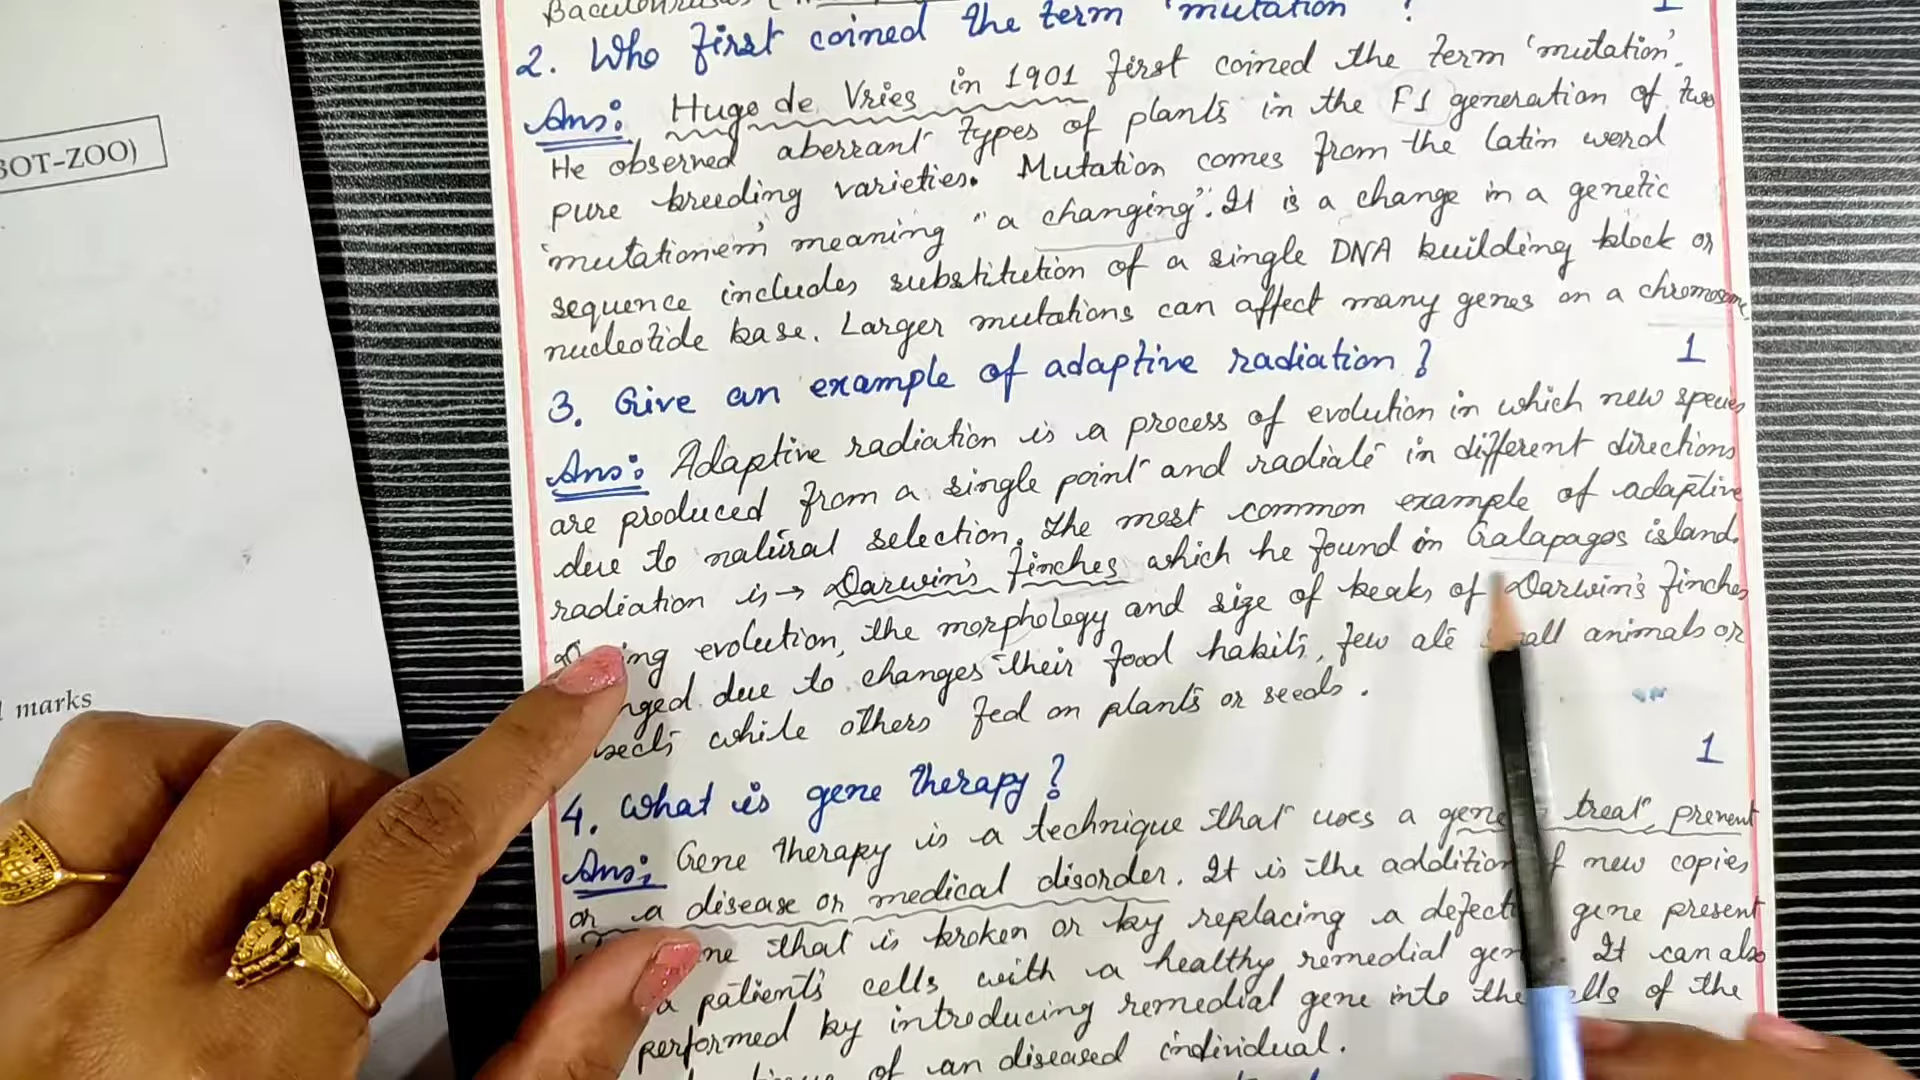 BOT-ZOO)
marks
2. Who first coined the term 'mutation'? 1
Ans: Hugo de Vries in 1901 first coined the term 'mutation'.
He observed aberrant types of plants in the F1 generation of two
pure breeding varieties. Mutation comes from the latin word
'mutationem' meaning "a changing". It is a change in a genetic
sequence includes substitution of a single DNA building block or
nucleotide base. Larger mutations can affect many genes on a chromosome.
3. Give an example of adaptive radiation? 1
Ans: Adaptive radiation is a process of evolution in which new species
are produced from a single point and radiate in different directions
due to natural selection. The most common example of adaptive
radiation is → Darwin's finches which he found in Galapagos island.
evolution, the morphology and size of beaks of Darwin's finches
due to changes their food habits, few ate small animals or
while others fed on plants or seeds.
4. What is gene therapy? 1
Ans: Gene therapy is a technique that uses a gene treat, prevent
or a disease or medical disorder. It is the addition of new copies
that is broken or by replacing a gene present
patient's cells with a healthy remedial gene. It can also
performed by introducing remedial gene into the cells of the
of an diseased individual.